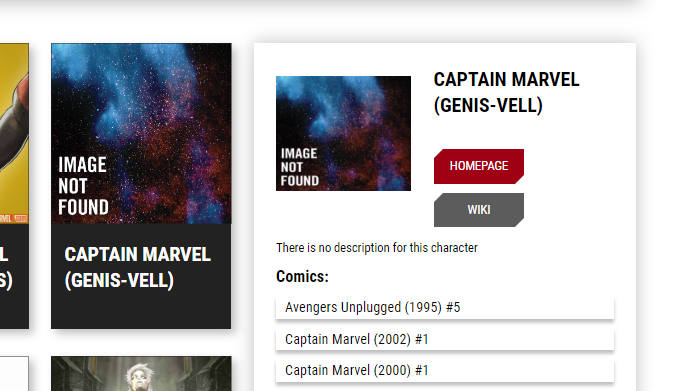 L
S)
IMAGE
NOT
FOUND
CAPTAIN MARVEL
(GENIS-VELL)
IMAGE
NOT
FOUND
CAPTAIN MARVEL
(GENIS-VELL)
HOMEPAGE
WIKI
There is no description for this character
Comics:
Avengers Unplugged (1995) #5
Captain Marvel (2002) #1
Captain Marvel (2000) #1